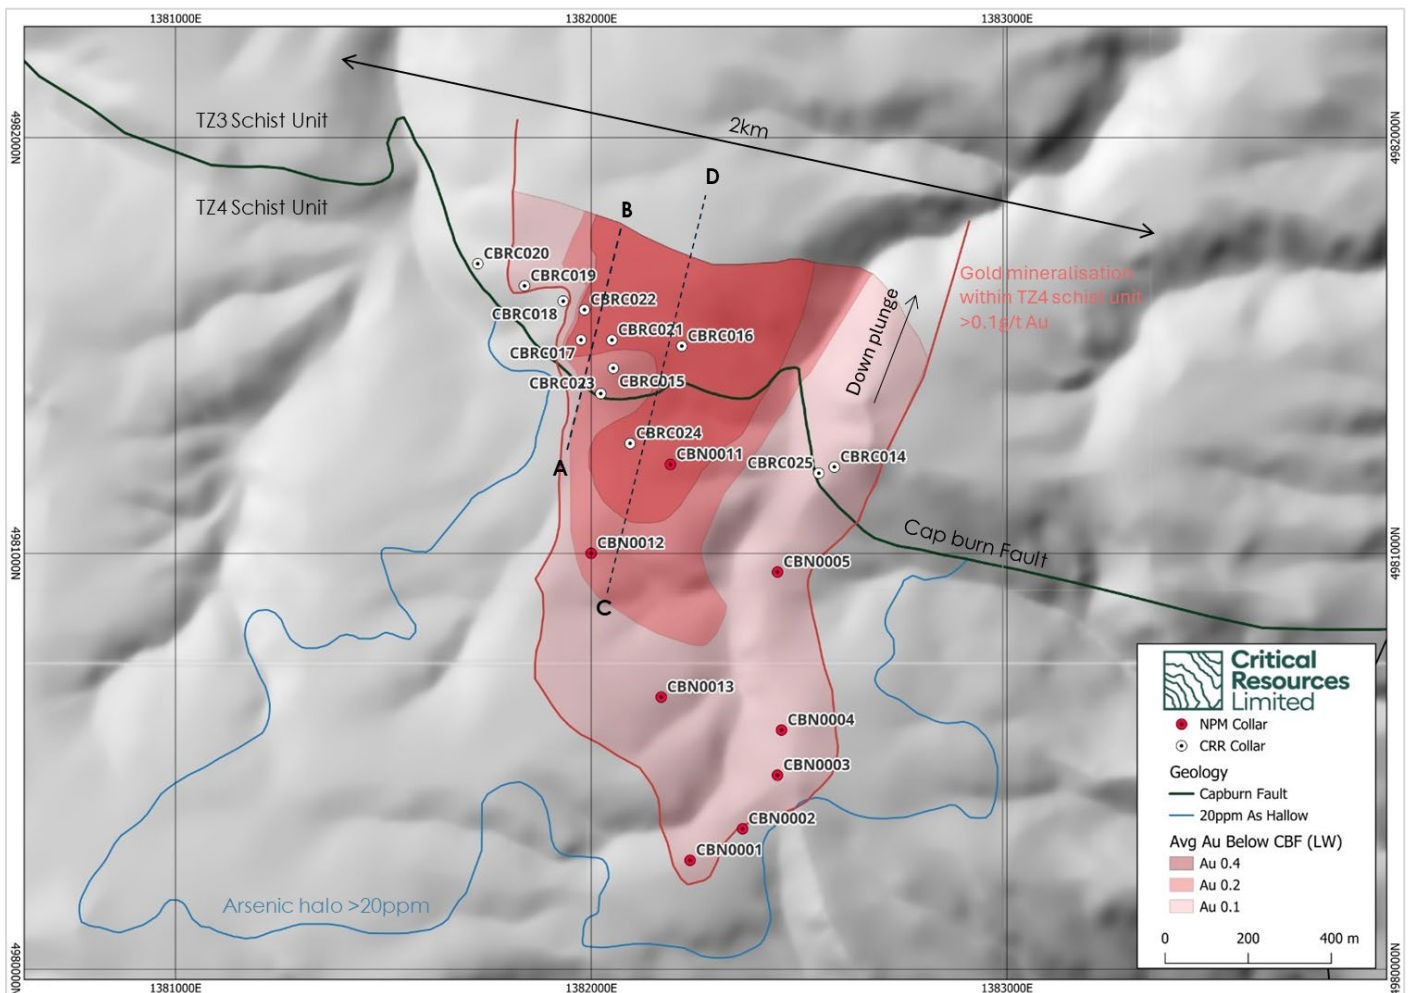 1381000E
1382000E
1383000E
4982000N
4982000N
TZ3 Schist Unit
TZ4 Schist Unit
2km
D
B
CBRC020
CBRC019
CBRC018
CBRC022
CBRC021
CBRC016
CBRC017
CBRC023
CBRC015
Gold mineralisation
within TZ4 schist unit
>0.1g/t Au
Down plunge
CBRC024
CBN0011
CBRC025
CBRC014
A
Cap burn Fault
4981000N
4981000N
CBN0012
CBN0005
C
CBN0013
CBN0004
CBN0003
CBN0002
CBN0001
Arsenic halo >20ppm
Critical
Resources
Limited
NPM Collar
CRR Collar
Geology
Capburn Fault
20ppm As Hallow
Avg Au Below CBF (LW)
Au 0.4
Au 0.2
Au 0.1
0 200 400 m
4980000N
4980000N
1381000E
1382000E
1383000E